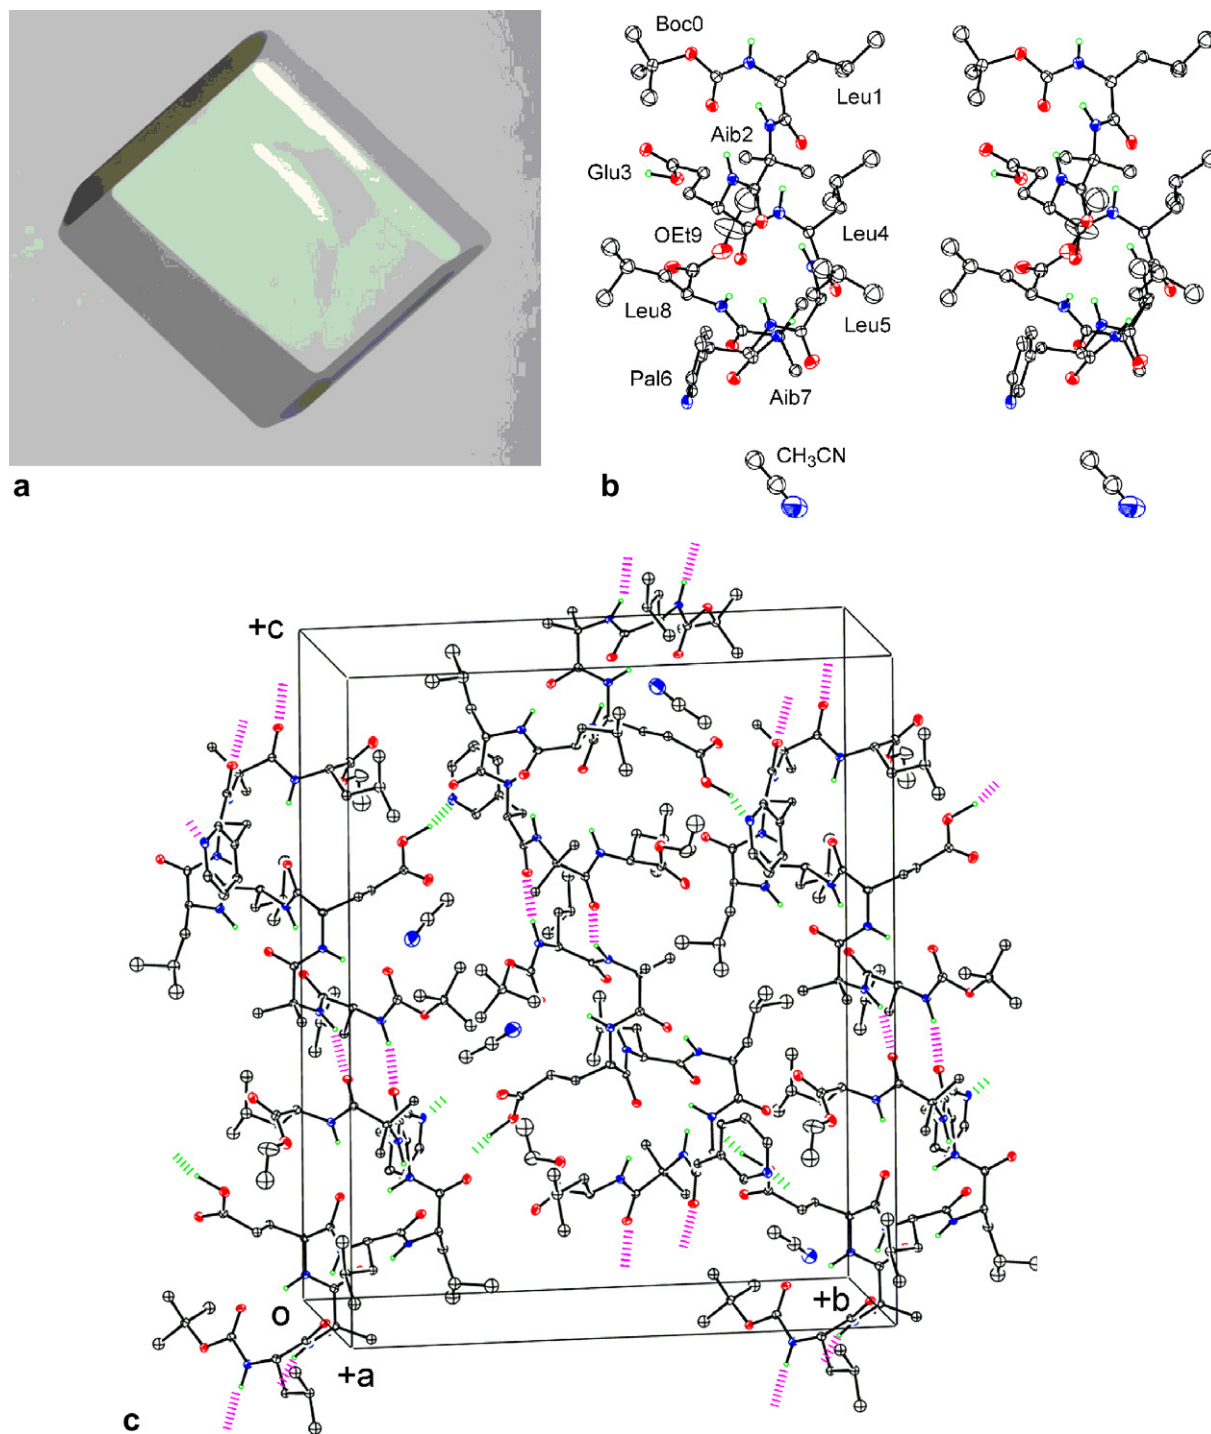 Boc0
Leu1
Aib2
Glu3
OEt9
Leu4
Leu8
Leu5
Pal6
Aib7
CH₃CN
a
b
+c
o
+b
+a
c